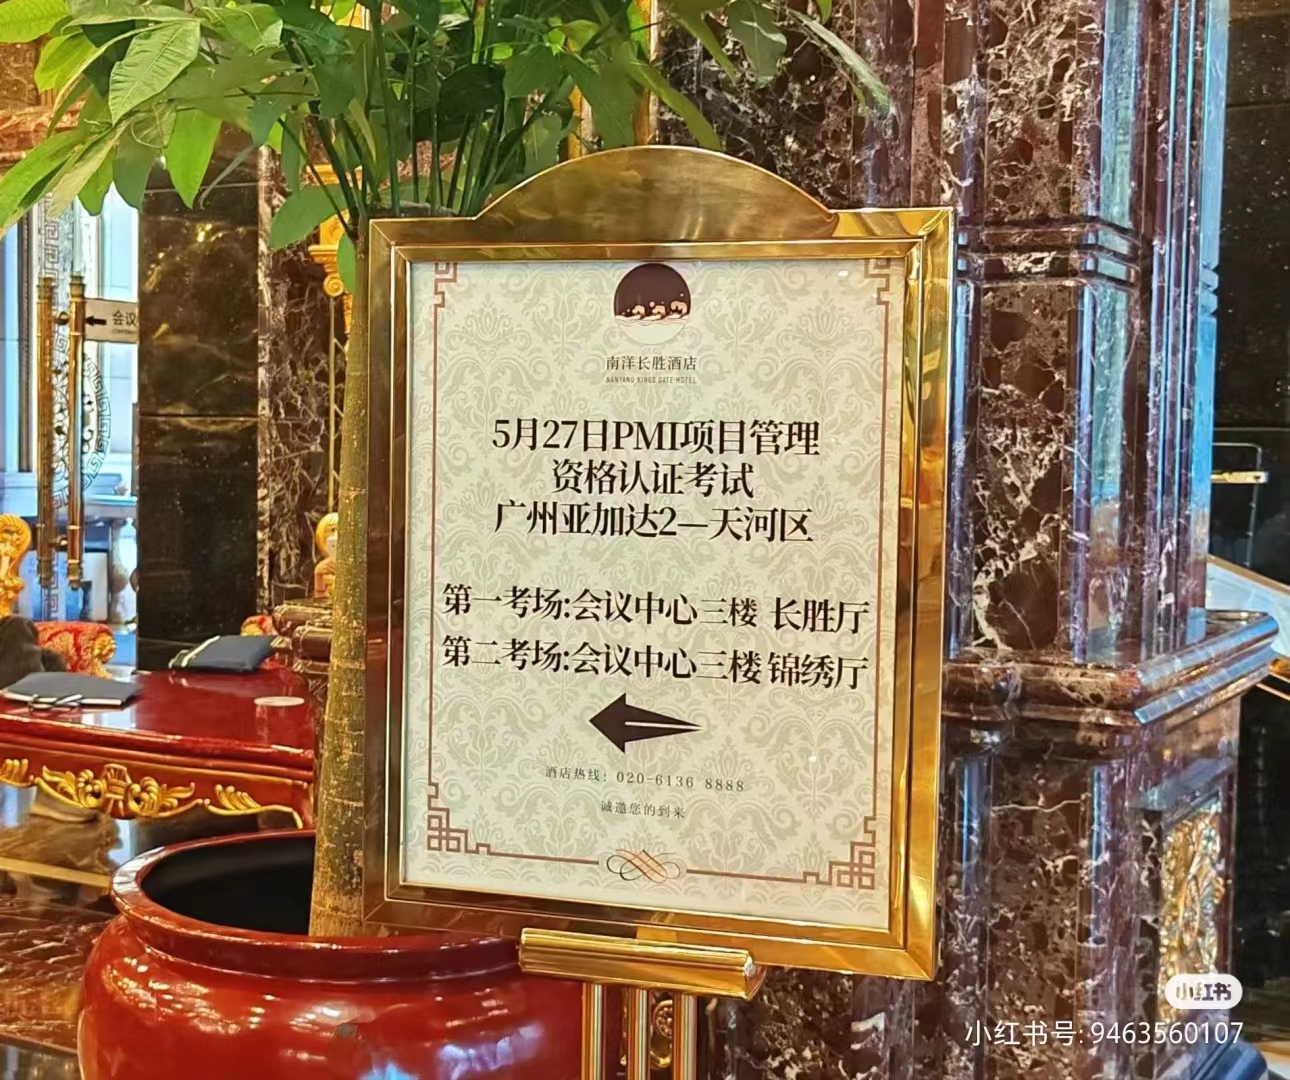 南洋长胜酒店
NANYANG KINGS GATE HOTEL
5月27日PMI项目管理
资格认证考试
广州亚加达2—天河区
第一考场:会议中心三楼 长胜厅
第二考场:会议中心三楼 锦绣厅
酒店热线: 020-6136 8888
诚邀您的到来
会议
小红书
小红书号: 9463560107